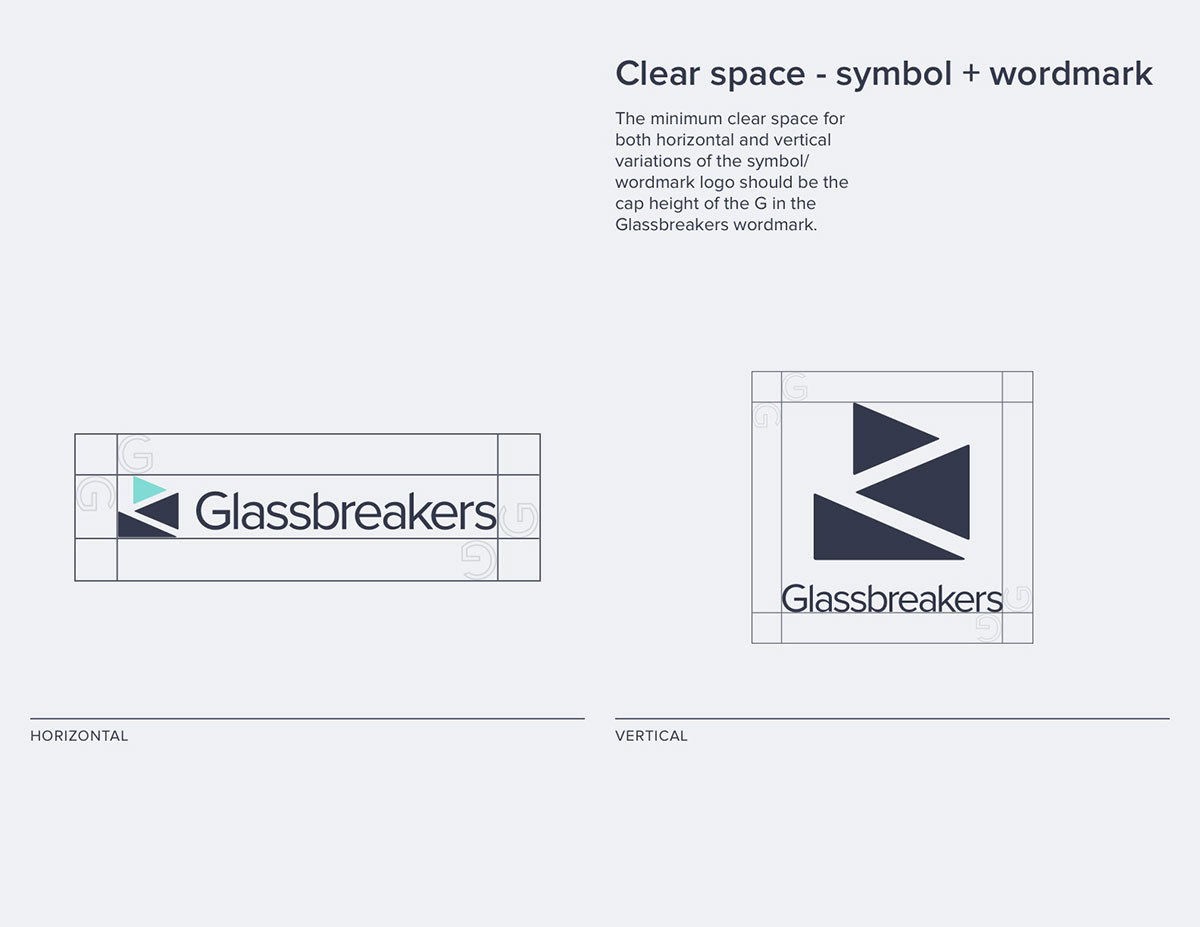 Clear space - symbol + wordmark
The minimum clear space for
both horizontal and vertical
variations of the symbol/
wordmark logo should be the
cap height of the G in the
Glassbreakers wordmark.
G
G
Glassbreakers
G
G
HORIZONTAL
G
G
Glassbreakers
G
G
VERTICAL